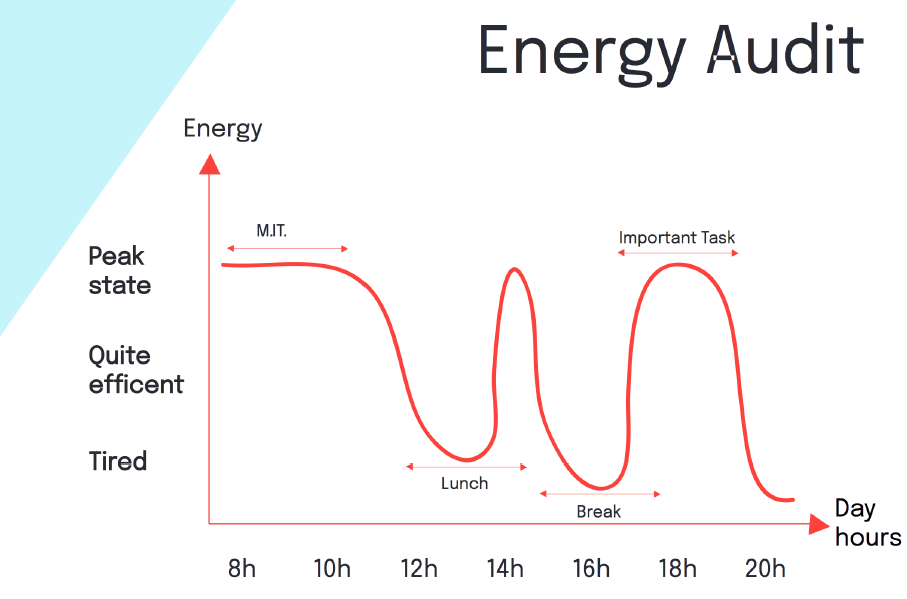 Energy Audit
Energy
M.I.T.
Important Task
Peak
state
Quite
efficent
Tired
Lunch
Break
Day
hours
8h 10h 12h 14h 16h 18h 20h